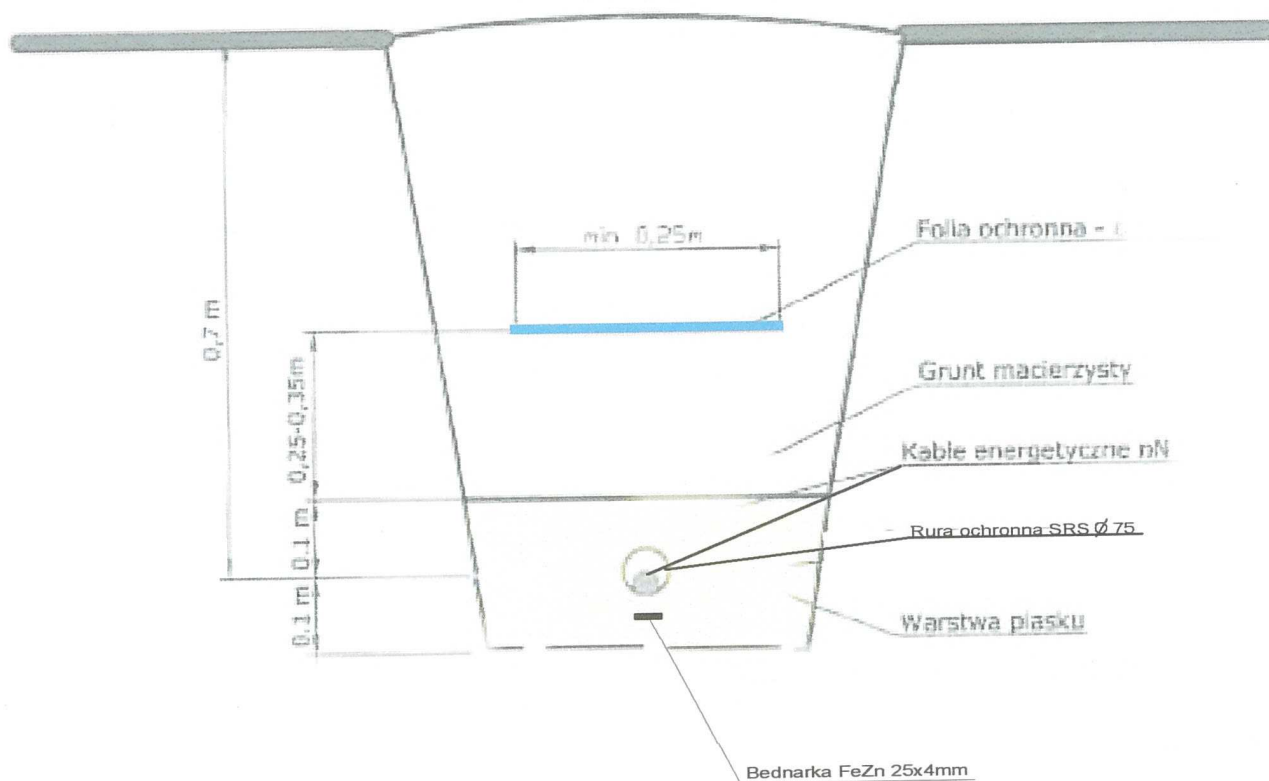 min 0,25m
Folia ochronna -
0,7 m
Grunt macierzysty
0,25-0,35m
Kable energetyczne nN
0.1 m
Rura ochronna SRS Ø 75
0.1 m
Warstwa piasku
Bednarka FeZn 25x4mm